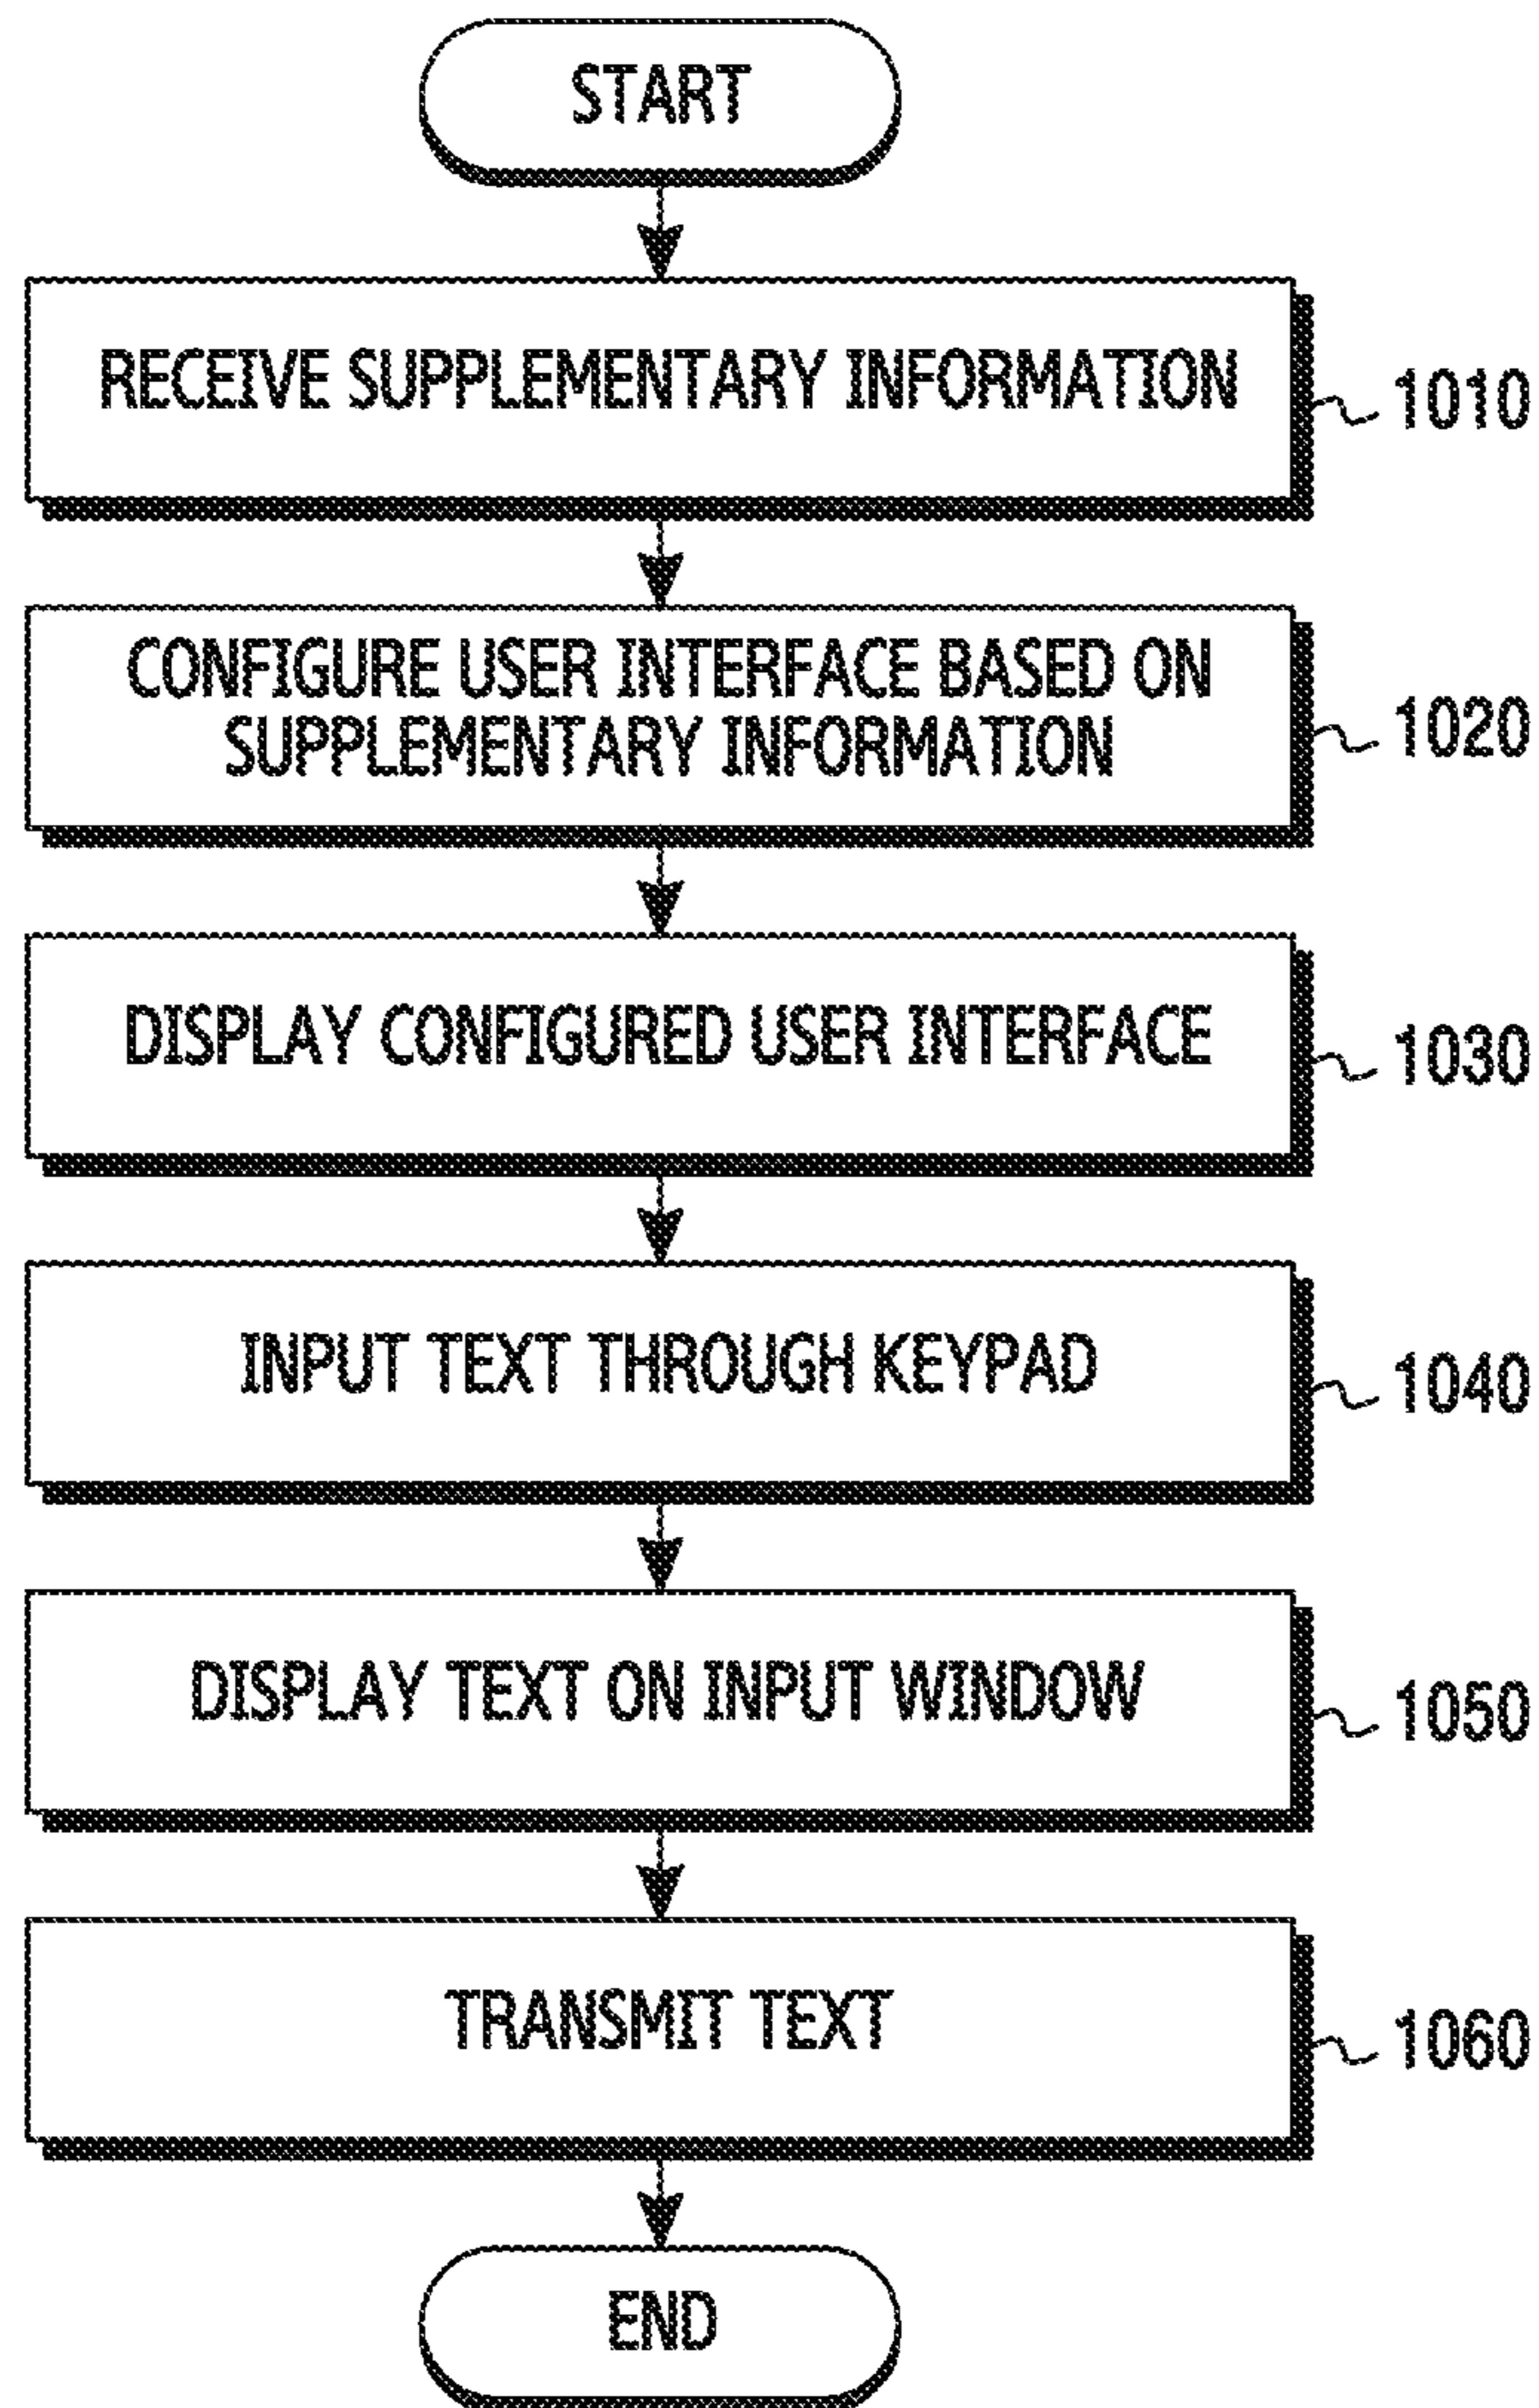 START
RECEIVE SUPPLEMENTARY INFORMATION
1010
CONFIGURE USER INTERFACE BASED ON
SUPPLEMENTARY INFORMATION
1020
DISPLAY CONFIGURED USER INTERFACE
1030
INPUT TEXT THROUGH KEYPAD
1040
DISPLAY TEXT ON INPUT WINDOW
1050
TRANSMIT TEXT
1060
END